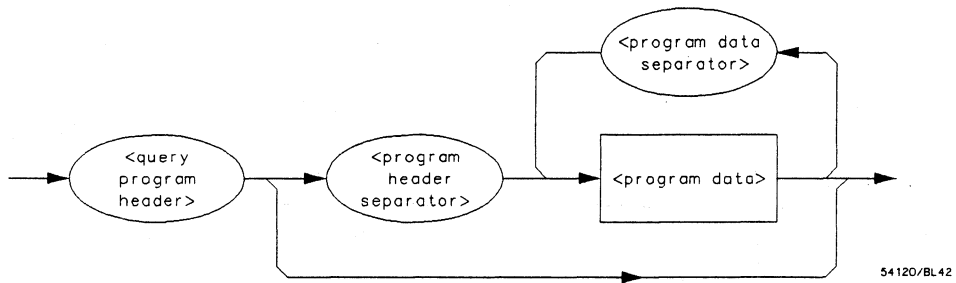 <program data
separator>
<query
program
header>
<program
header
separator>
<program data>
54120/BL42